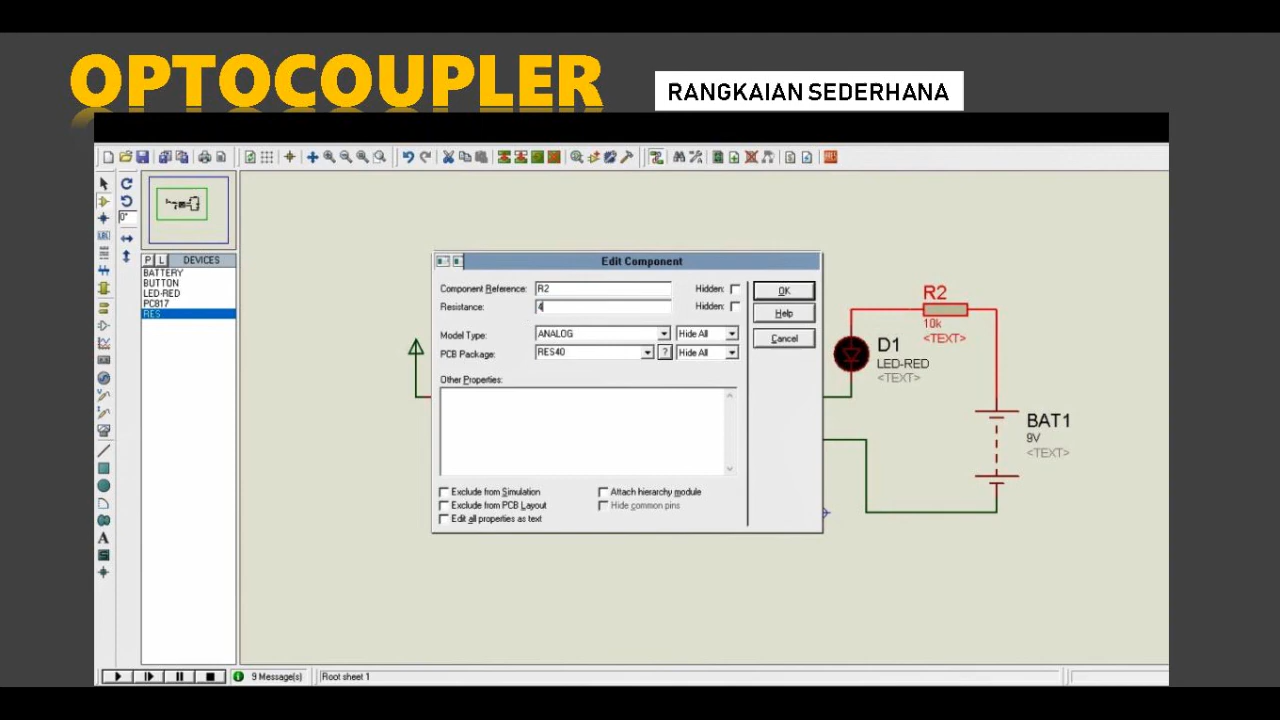 OPTOCOUPLER
RANGKAIAN SEDERHANA
0°
P L DEVICES
BATTERY
BUTTON
LED-RED
PC817
RES
Edit Component
Component Reference: R2 Hidden:
Resistance: 4 Hidden:
Model Type: ANALOG Hide All
PCB Package: RES40 ? Hide All
Other Properties:
Exclude from Simulation Attach hierarchy module
Exclude from PCB Layout Hide common pins
Edit all properties as text
OK
Help
Cancel
R2
10k
<TEXT>
D1
LED-RED
<TEXT>
BAT1
9V
<TEXT>
9 Message(s) Root sheet 1